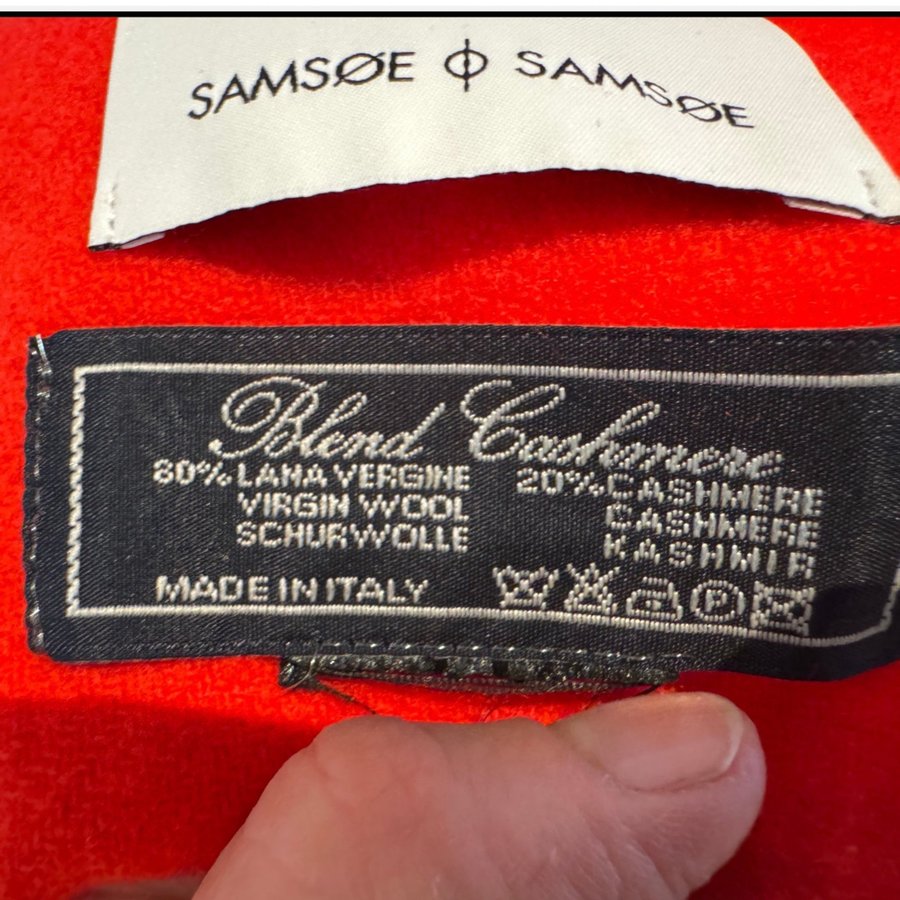 SAMSØE SAMSØE
Blend Cashmere
80% LANA VERGINE 20% CASHMERE
VIRGIN WOOL CASHMERE
SCHURWOLLE KASHMIR
MADE IN ITALY P